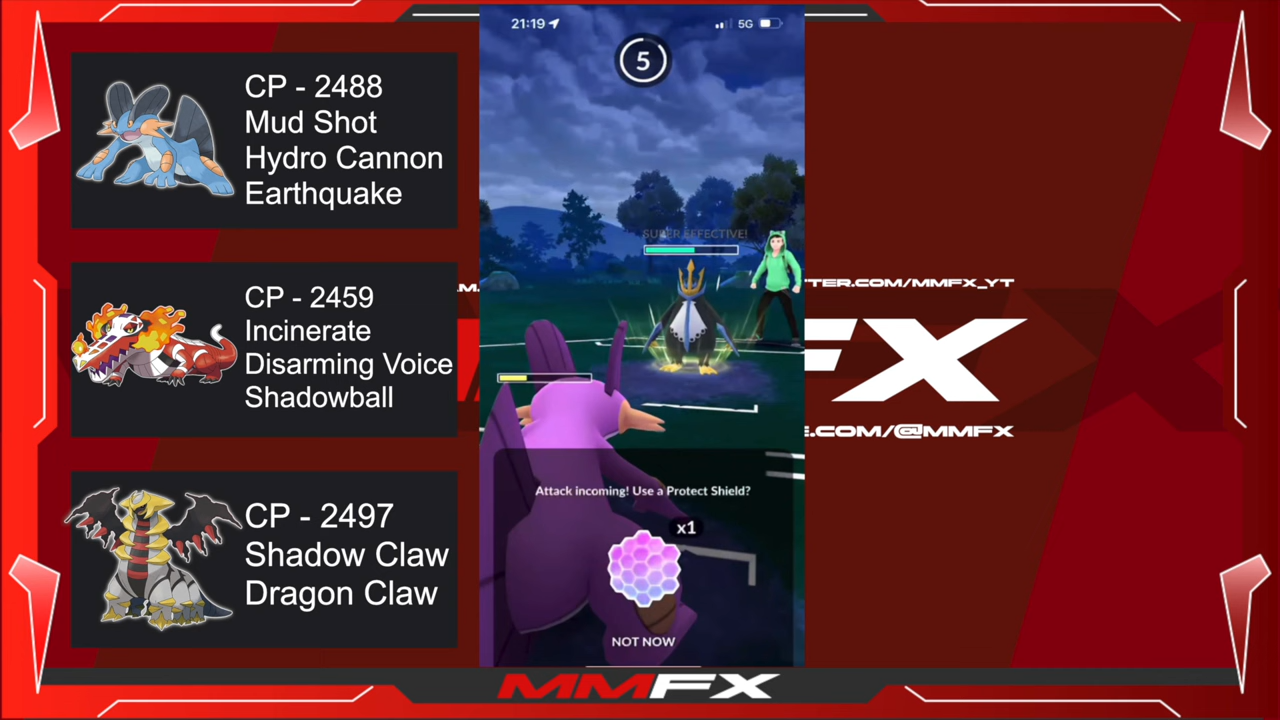 21:19
5G
5
CP - 2488
Mud Shot
Hydro Cannon
Earthquake
SUPER EFFECTIVE!
CP - 2459
Incinerate
Disarming Voice
Shadowball
TER.COM/MMFX_YT
FX
E.COM/@MMFX
Attack incoming! Use a Protect Shield?
x1
CP - 2497
Shadow Claw
Dragon Claw
NOT NOW
MMFX